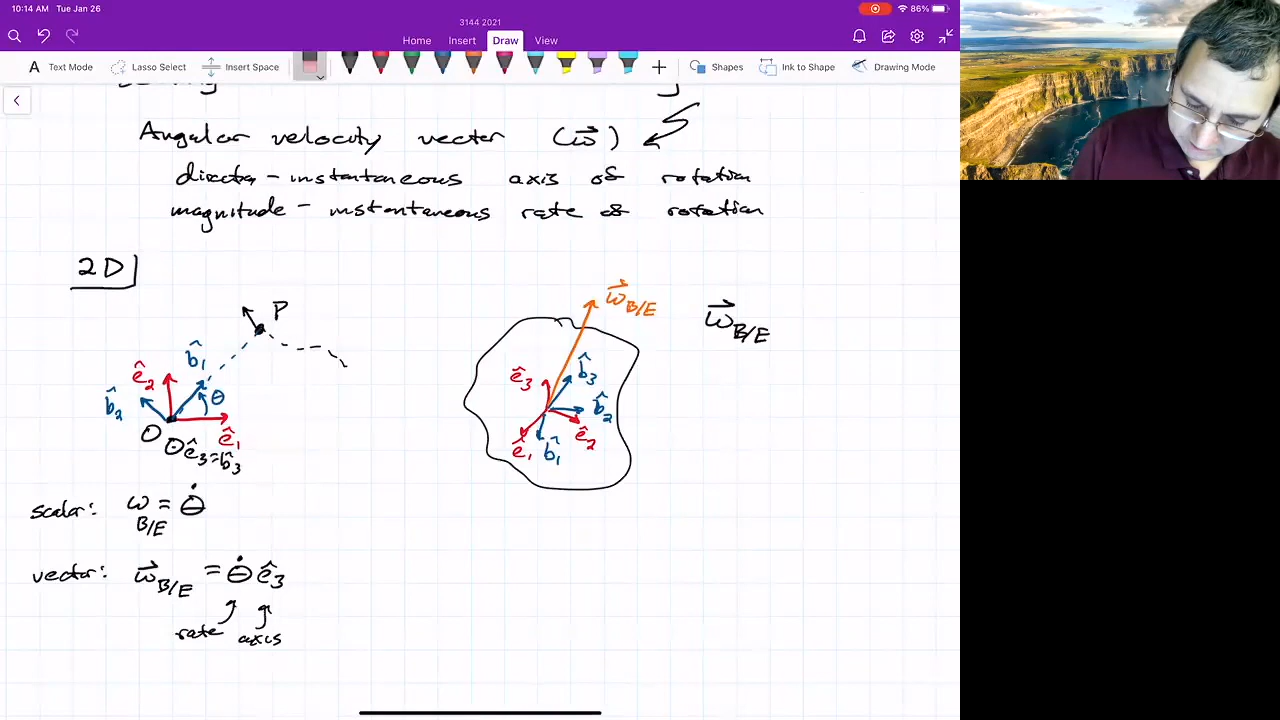 10:14 AM Tue Jan 26
86%
3144 2021
Home Insert Draw View
A Text Mode Lasso Select Insert Space Shapes Ink to Shape Drawing Mode
Angular velocity vector (ω⃗)
direction - instantaneous axis of rotation
magnitude - instantaneous rate of rotation
2D
P
b̂₁
ê₂
θ
b̂₂
O
ê₁
ê₃=b̂₃
scalar: ω B/E = θ̇
vector: ω⃗ B/E = θ̇ ê₃
rate axis
ω⃗ B/E
ê₃
b̂₃
b̂₂
ê₂
ê₁
b̂₁
ω⃗ B/E